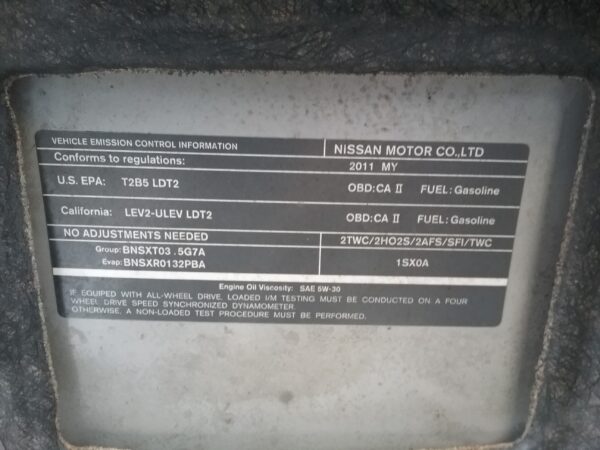 VEHICLE EMISSION CONTROL INFORMATION NISSAN MOTOR CO.,LTD
Conforms to regulations: 2011 MY
U.S. EPA: T2B5 LDT2 OBD:CA II FUEL: Gasoline
California: LEV2-ULEV LDT2 OBD:CA II FUEL: Gasoline
NO ADJUSTMENTS NEEDED 2TWC/2HO2S/2AFS/SFI/TWC
Group: BNSXT03.5G7A
Evap: BNSXR0132PBA 1SX0A
Engine Oil Viscosity: SAE 5W-30
IF EQUIPED WITH ALL-WHEEL DRIVE, LOADED I/M TESTING MUST BE CONDUCTED ON A FOUR
WHEEL DRIVE SPEED SYNCHRONIZED DYNAMOMETER
OTHERWISE, A NON-LOADED TEST PROCEDURE MUST BE PERFORMED.